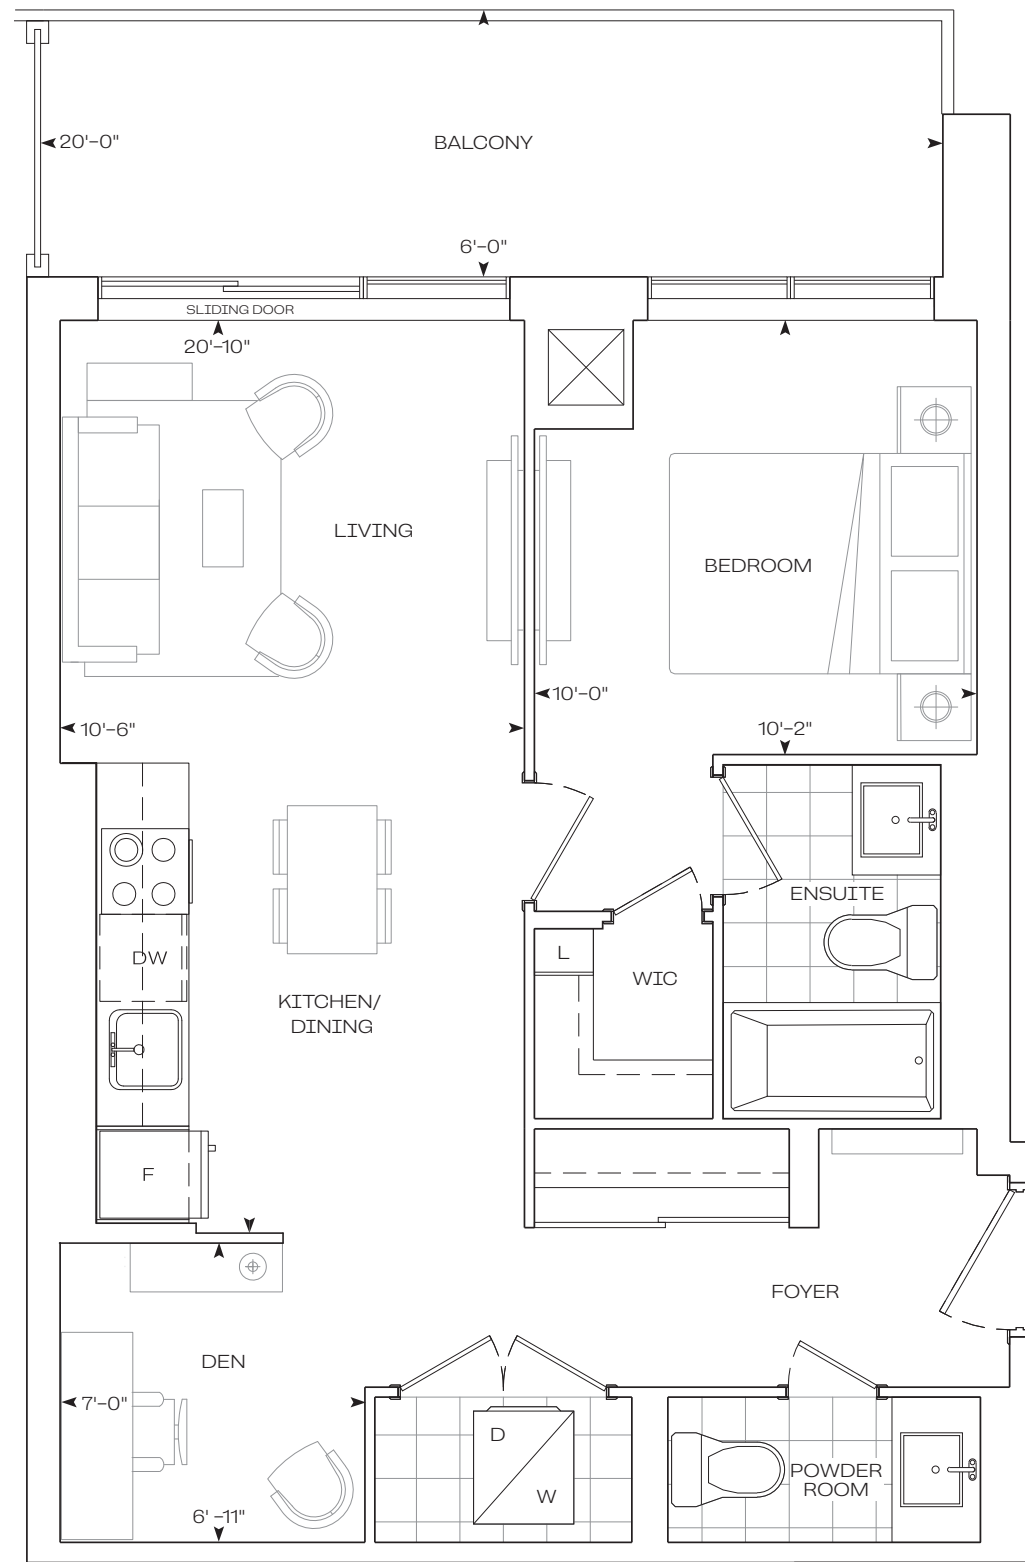 20'-0"
BALCONY
6'-0"
SLIDING DOOR
20'-10"
LIVING
BEDROOM
10'-0"
10'-6"
10'-2"
ENSUITE
DW
L
WIC
KITCHEN/
DINING
F
FOYER
DEN
7'-0"
D
W
POWDER
ROOM
6'-11"